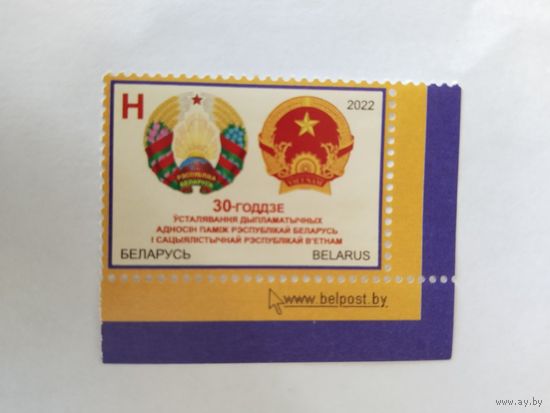 H
2022
РЭСПУБЛІКА
БЕЛАРУСЬ
VIỆT NAM
30-ГОДДЗЕ
ЎСТАЛЯВАННЯ ДЫПЛАМАТЫЧНЫХ
АДНОСІН ПАМІЖ РЭСПУБЛІКАЙ БЕЛАРУСЬ
І САЦЫЯЛІСТЫЧНАЙ РЭСПУБЛІКАЙ В'ЕТНАМ
БЕЛАРУСЬ
BELARUS
www.belpost.by
www.ay.by